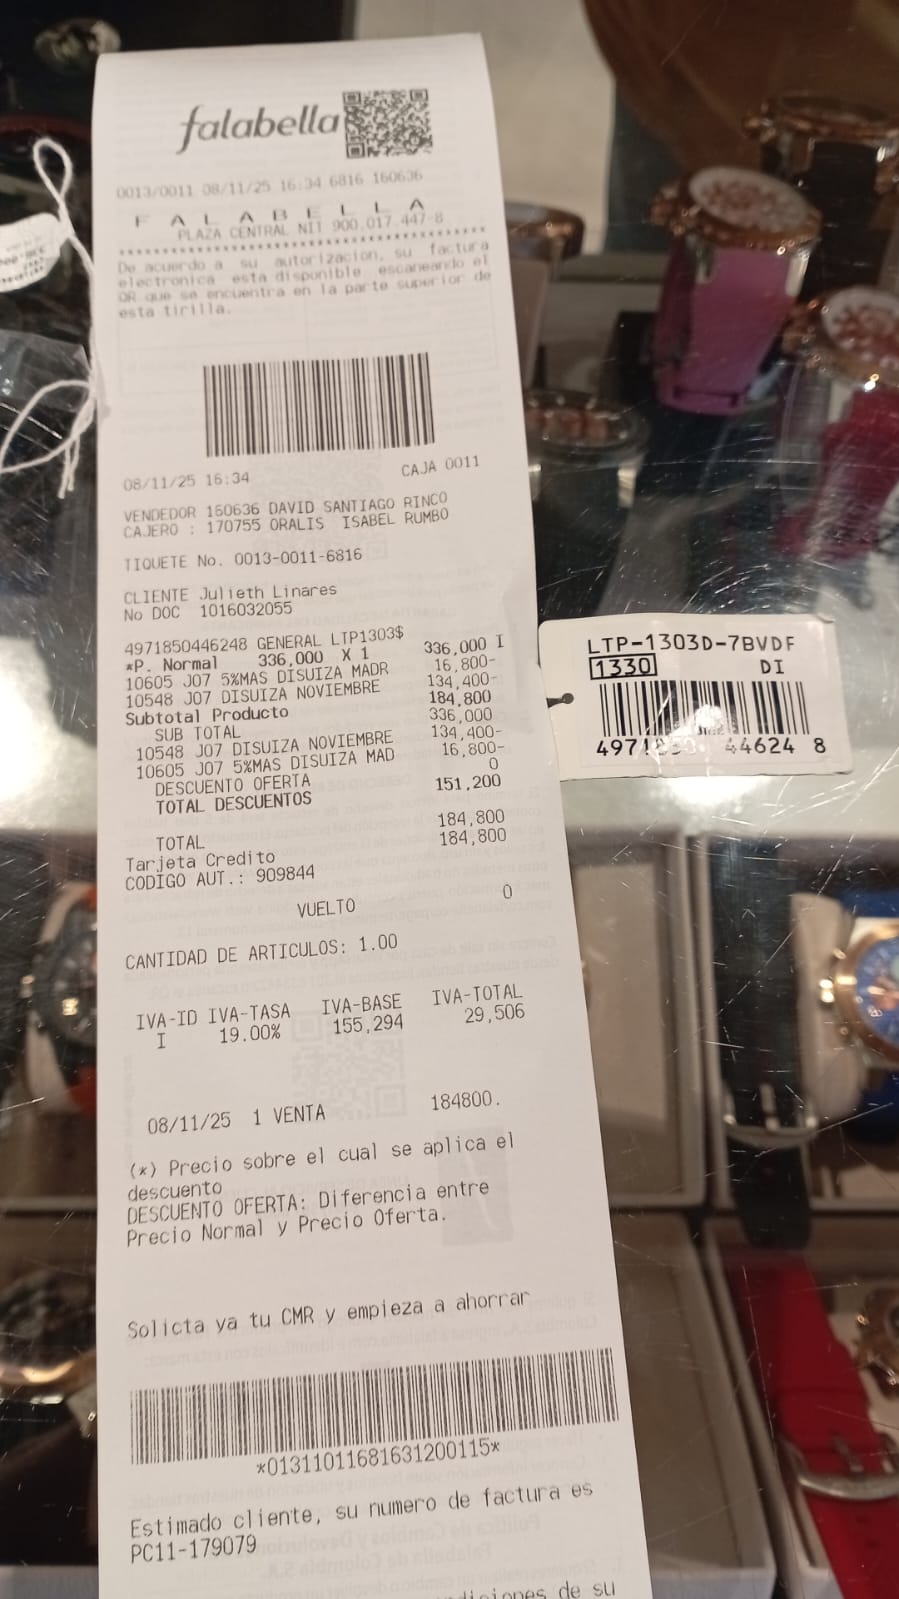 falabella
0013/0011 08/11/25 16:34 6816 160636
F A L A B E L L A
PLAZA CENTRAL NIT 900.017.447-8
De acuerdo a su autorizacion, su factura
electronica esta disponible escaneando el
QR que se encuentra en la parte superior de
esta tirilla.
08/11/25 16:34 CAJA 0011
VENDEDOR 160636 DAVID SANTIAGO RINCO
CAJERO : 170755 ORALIS ISABEL RUMBO
TIQUETE No. 0013-0011-6816
CLIENTE Julieth Linares
No DOC 1016032055
4971850446248 GENERAL LTP1303$ 336,000 I
*P. Normal 336,000 X 1
10605 J07 5%MAS DISUIZA MADR 16,800-
10548 J07 DISUIZA NOVIEMBRE 134,400-
Subtotal Producto 184,800
SUB TOTAL 336,000
10548 J07 DISUIZA NOVIEMBRE 134,400-
10605 J07 5%MAS DISUIZA MAD 16,800-
DESCUENTO OFERTA 0
TOTAL DESCUENTOS 151,200
TOTAL 184,800
Tarjeta Credito 184,800
CODIGO AUT.: 909844
VUELTO 0
CANTIDAD DE ARTICULOS: 1.00
IVA-ID IVA-TASA IVA-BASE IVA-TOTAL
I 19.00% 155,294 29,506
08/11/25 1 VENTA 184800.
(*) Precio sobre el cual se aplica el
descuento
DESCUENTO OFERTA: Diferencia entre
Precio Normal y Precio Oferta.
Solicta ya tu CMR y empieza a ahorrar
*01311011681631200115*
Estimado cliente, su numero de factura es
PC11-179079
de su
LTP-1303D-7BVDF
1330 DI
44624 8